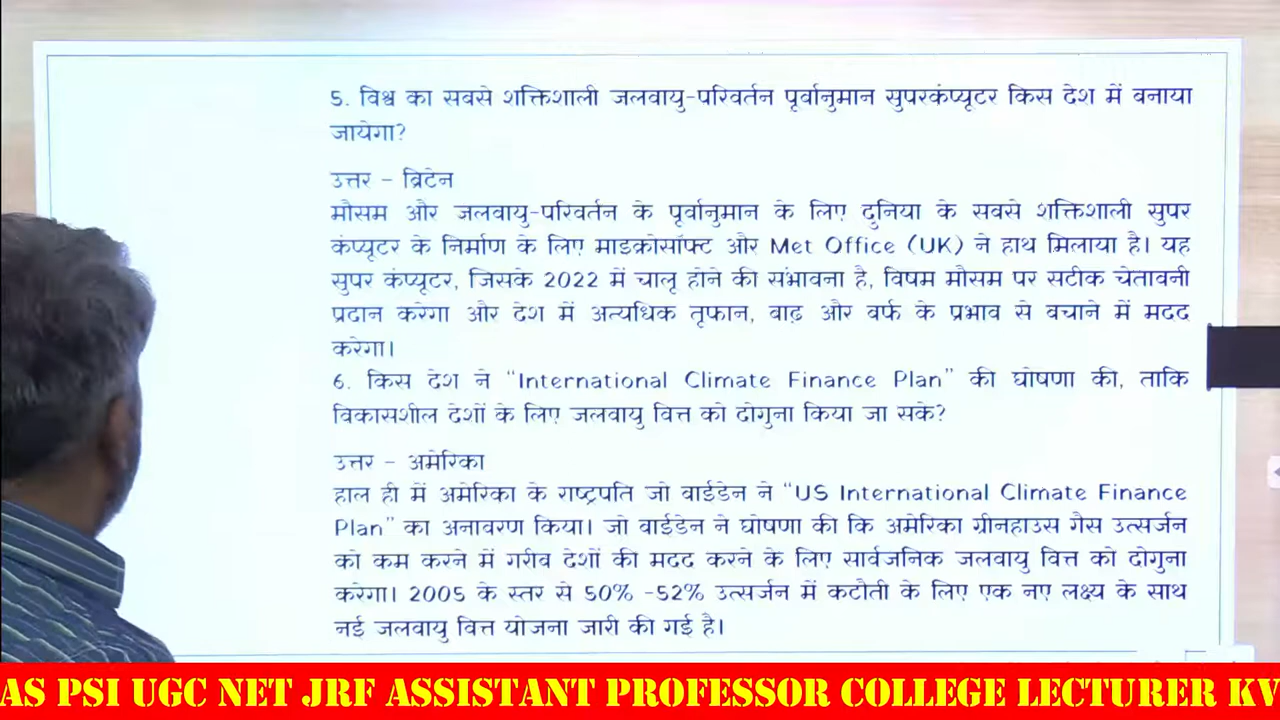 5. विश्व का सबसे शक्तिशाली जलवायु-परिवर्तन पूर्वानुमान सुपरकंप्यूटर किस देश में बनाया
जायेगा?
उत्तर – ब्रिटेन
मौसम और जलवायु-परिवर्तन के पूर्वानुमान के लिए दुनिया के सबसे शक्तिशाली सुपर
कंप्यूटर के निर्माण के लिए माइक्रोसॉफ्ट और Met Office (UK) ने हाथ मिलाया है। यह
सुपर कंप्यूटर, जिसके 2022 में चालू होने की संभावना है, विषम मौसम पर सटीक चेतावनी
प्रदान करेगा और देश में अत्यधिक तूफान, बाढ़ और बर्फ के प्रभाव से बचाने में मदद
करेगा।
6. किस देश ने “International Climate Finance Plan” की घोषणा की, ताकि
विकासशील देशों के लिए जलवायु वित्त को दोगुना किया जा सके?
उत्तर – अमेरिका
हाल ही में अमेरिका के राष्ट्रपति जो बाईडेन ने “US International Climate Finance
Plan” का अनावरण किया। जो बाईडेन ने घोषणा की कि अमेरिका ग्रीनहाउस गैस उत्सर्जन
को कम करने में गरीब देशों की मदद करने के लिए सार्वजनिक जलवायु वित्त को दोगुना
करेगा। 2005 के स्तर से 50% -52% उत्सर्जन में कटौती के लिए एक नए लक्ष्य के साथ
नई जलवायु वित्त योजना जारी की गई है।
AS PSI UGC NET JRF ASSISTANT PROFESSOR COLLEGE LECTURER KV